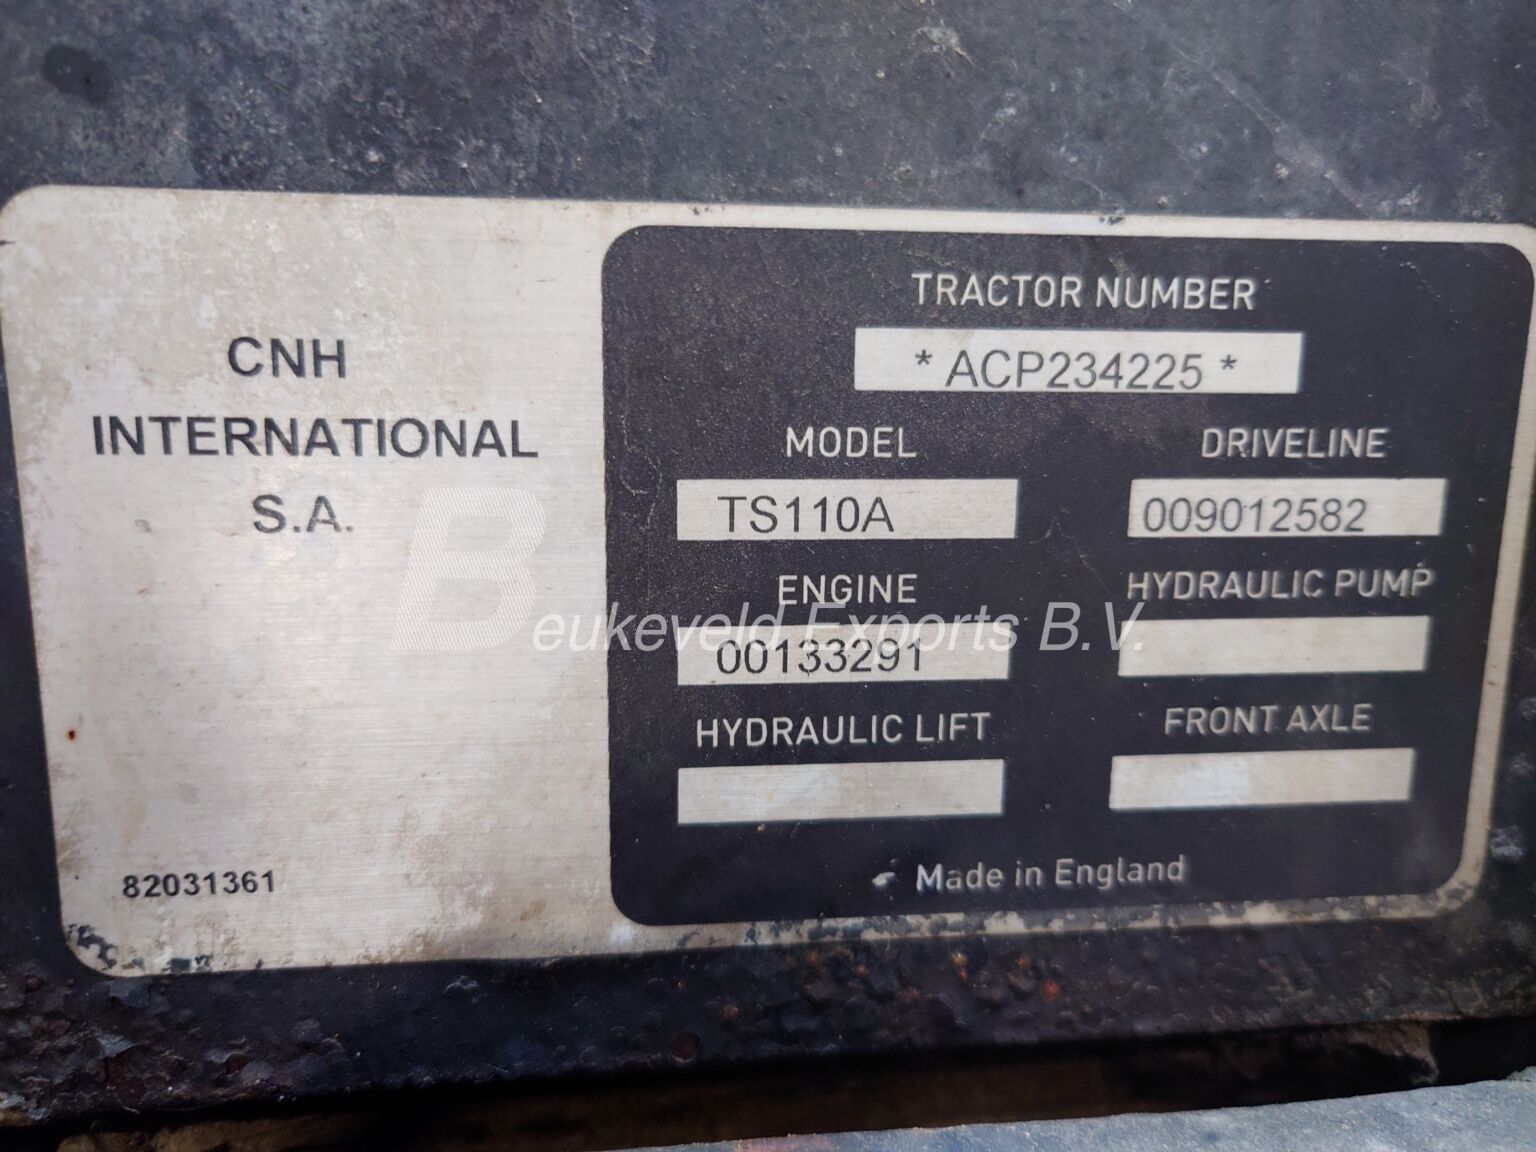 CNH
INTERNATIONAL
S.A.
82031361
TRACTOR NUMBER
* ACP234225 *
MODEL
TS110A
DRIVELINE
009012582
ENGINE
00133291
HYDRAULIC PUMP
HYDRAULIC LIFT
FRONT AXLE
Made in England
Beukeveld Exports B.V.